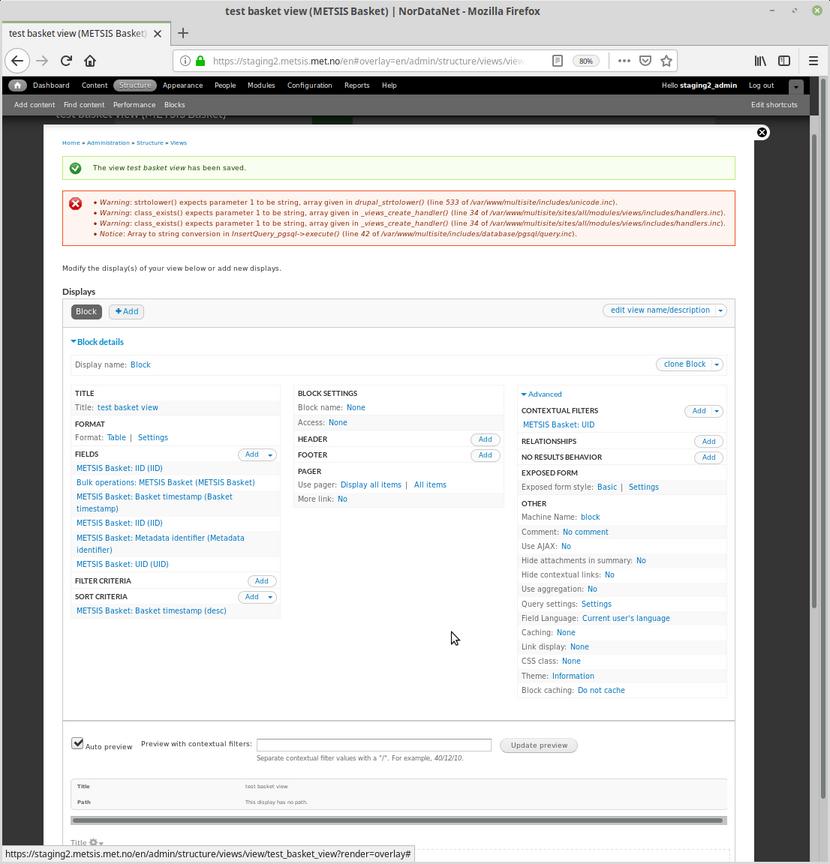 test basket view (METSIS Basket) | NorDataNet - Mozilla Firefox
test basket view (METSIS Basket)
https://staging2.metsis.met.no/en#overlay=en/admin/structure/views/view
80%
Dashboard Content Structure Appearance People Modules Configuration Reports Help Hello staging2_admin Log out
Add content Find content Performance Blocks Edit shortcuts
test basket view (METSIS Basket)
Home » Administration » Structure » Views
The view test basket view has been saved.
• Warning: strtolower() expects parameter 1 to be string, array given in drupal_strtolower() (line 533 of /var/www/multisite/includes/unicode.inc).
• Warning: class_exists() expects parameter 1 to be string, array given in _views_create_handler() (line 34 of /var/www/multisite/sites/all/modules/views/includes/handlers.inc).
• Warning: class_exists() expects parameter 1 to be string, array given in _views_create_handler() (line 34 of /var/www/multisite/sites/all/modules/views/includes/handlers.inc).
• Notice: Array to string conversion in InsertQuery_pgsql->execute() (line 42 of /var/www/multisite/includes/database/pgsql/query.inc).
Modify the display(s) of your view below or add new displays.
Displays
Block Add edit view name/description
Block details
Display name: Block clone Block
TITLE
Title: test basket view
FORMAT
Format: Table | Settings
FIELDS Add
METSIS Basket: IID (IID)
Bulk operations: METSIS Basket (METSIS Basket)
METSIS Basket: Basket timestamp (Basket
timestamp)
METSIS Basket: IID (IID)
METSIS Basket: Metadata identifier (Metadata
identifier)
METSIS Basket: UID (UID)
FILTER CRITERIA Add
SORT CRITERIA Add
METSIS Basket: Basket timestamp (desc)
BLOCK SETTINGS
Block name: None
Access: None
HEADER Add
FOOTER Add
PAGER
Use pager: Display all items | All items
More link: No
Advanced
CONTEXTUAL FILTERS Add
METSIS Basket: UID
RELATIONSHIPS Add
NO RESULTS BEHAVIOR Add
EXPOSED FORM
Exposed form style: Basic | Settings
OTHER
Machine Name: block
Comment: No comment
Use AJAX: No
Hide attachments in summary: No
Hide contextual links: No
Use aggregation: No
Query settings: Settings
Field Language: Current user's language
Caching: None
Link display: None
CSS class: None
Theme: Information
Block caching: Do not cache
Auto preview Preview with contextual filters: Update preview
Separate contextual filter values with a "/". For example, 40/12/10.
Title test basket view
Path This display has no path.
Title
https://staging2.metsis.met.no/en/admin/structure/views/view/test_basket_view?render=overlay#